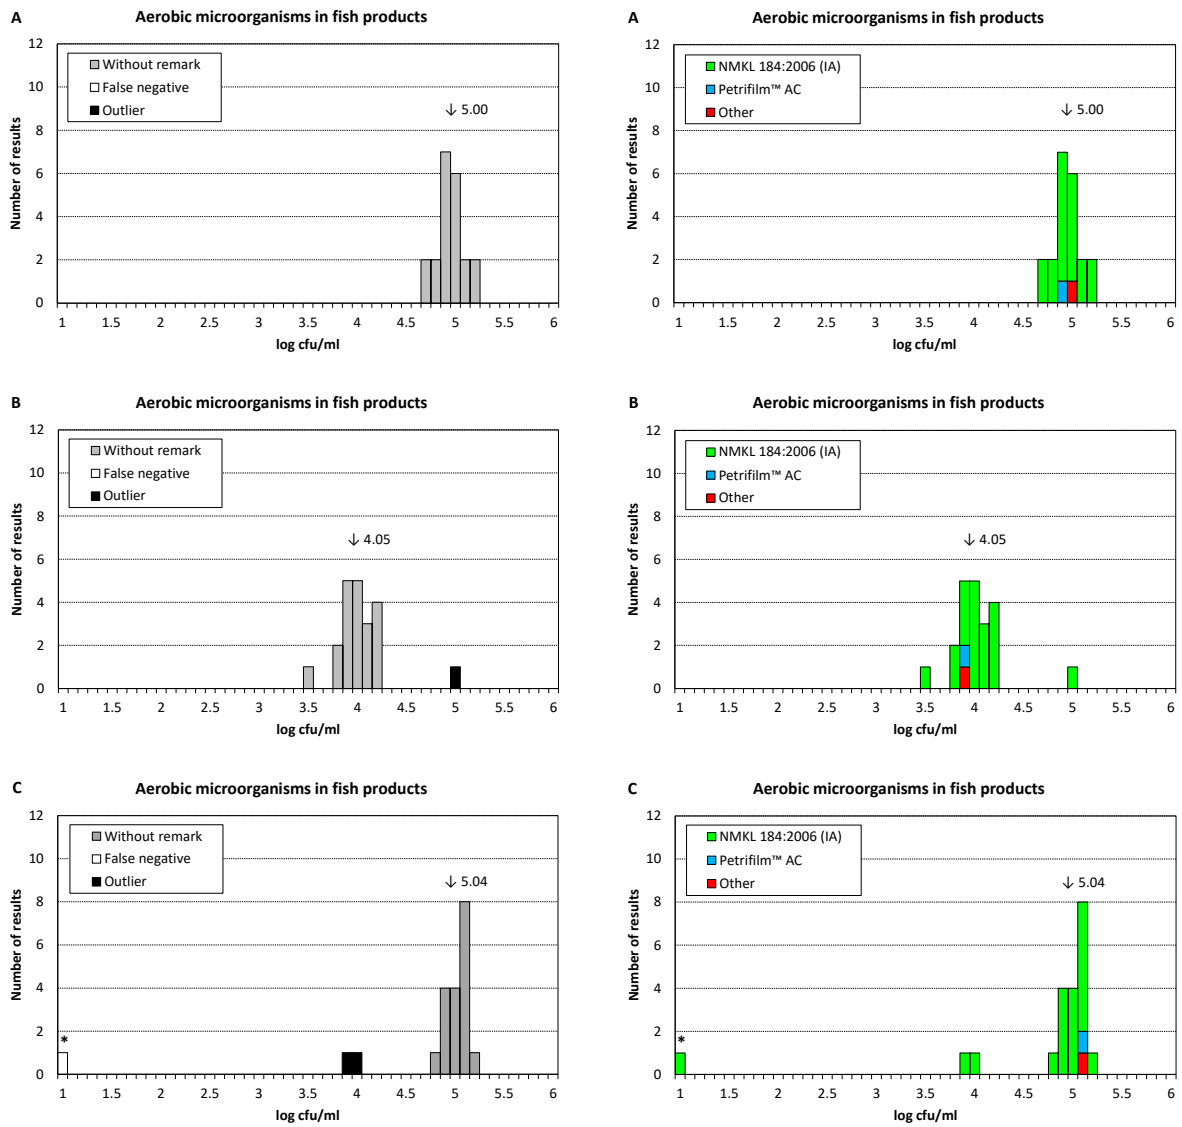 A
Aerobic microorganisms in fish products
12
10
8
6
4
2
0
Number of results
Without remark
False negative
Outlier
↓ 5.00
1 1.5 2 2.5 3 3.5 4 4.5 5 5.5 6
log cfu/ml
A
Aerobic microorganisms in fish products
12
10
8
6
4
2
0
Number of results
NMKL 184:2006 (IA)
Petrifilm™ AC
Other
↓ 5.00
1 1.5 2 2.5 3 3.5 4 4.5 5 5.5 6
log cfu/ml
B
Aerobic microorganisms in fish products
12
10
8
6
4
2
0
Number of results
Without remark
False negative
Outlier
↓ 4.05
1 1.5 2 2.5 3 3.5 4 4.5 5 5.5 6
log cfu/ml
B
Aerobic microorganisms in fish products
12
10
8
6
4
2
0
Number of results
NMKL 184:2006 (IA)
Petrifilm™ AC
Other
↓ 4.05
1 1.5 2 2.5 3 3.5 4 4.5 5 5.5 6
log cfu/ml
C
Aerobic microorganisms in fish products
12
10
8
6
4
2
0
Number of results
Without remark
False negative
Outlier
↓ 5.04
*
1 1.5 2 2.5 3 3.5 4 4.5 5 5.5 6
log cfu/ml
C
Aerobic microorganisms in fish products
12
10
8
6
4
2
0
Number of results
NMKL 184:2006 (IA)
Petrifilm™ AC
Other
↓ 5.04
*
1 1.5 2 2.5 3 3.5 4 4.5 5 5.5 6
log cfu/ml